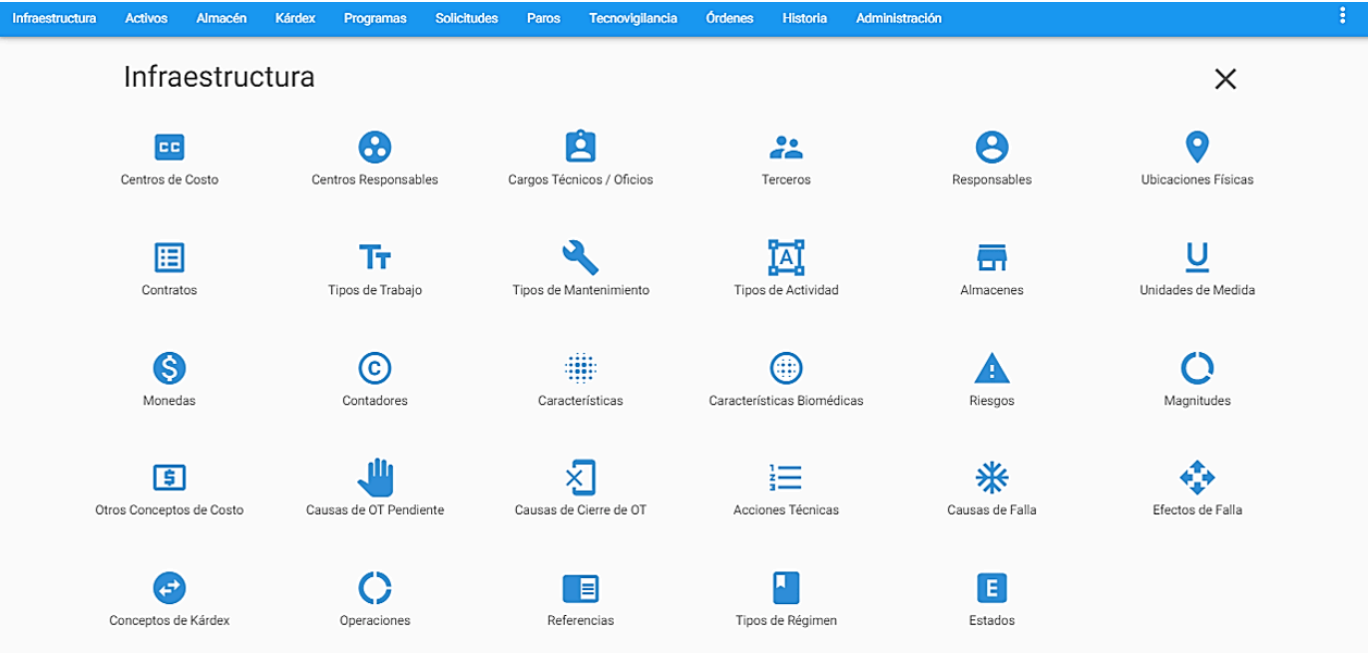 Infraestructura Activos Almacén Kárdex Programas Solicitudes Paros Tecnovigilancia Órdenes Historia Administración
Infraestructura
Centros de Costo Centros Responsables Cargos Técnicos / Oficios Terceros Responsables Ubicaciones Físicas
Contratos Tipos de Trabajo Tipos de Mantenimiento Tipos de Actividad Almacenes Unidades de Medida
Monedas Contadores Características Características Biomédicas Riesgos Magnitudes
Otros Conceptos de Costo Causas de OT Pendiente Causas de Cierre de OT Acciones Técnicas Causas de Falla Efectos de Falla
Conceptos de Kárdex Operaciones Referencias Tipos de Régimen Estados